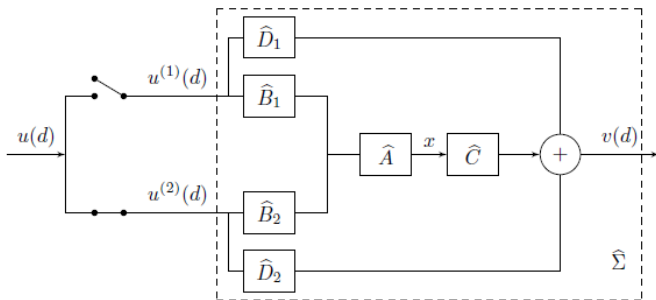 D̂₁
u⁽¹⁾(d)
B̂₁
u(d)
Â
x
Ĉ
+
v(d)
u⁽²⁾(d)
B̂₂
D̂₂
Σ̂